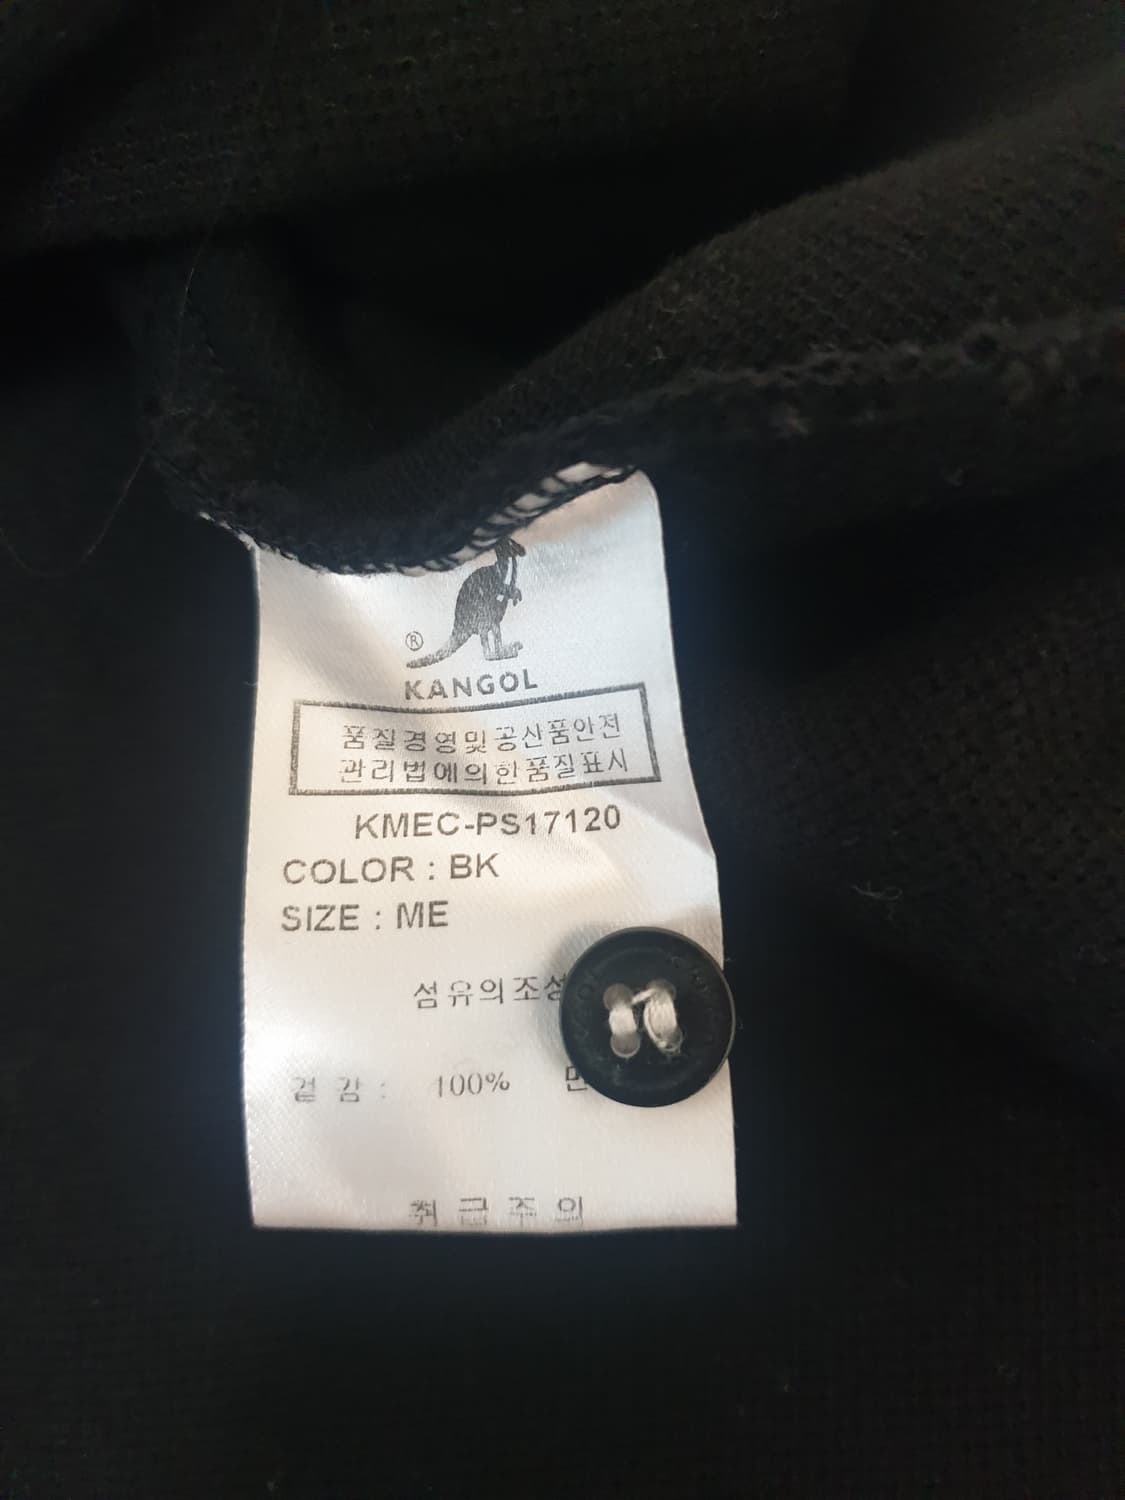 ®
KANGOL
품질경영및공산품안전
관리법에의한품질표시
KMEC-PS17120
COLOR : BK
SIZE : ME
섬유의조성
겉 감 : 100% 면
취 급 주 의